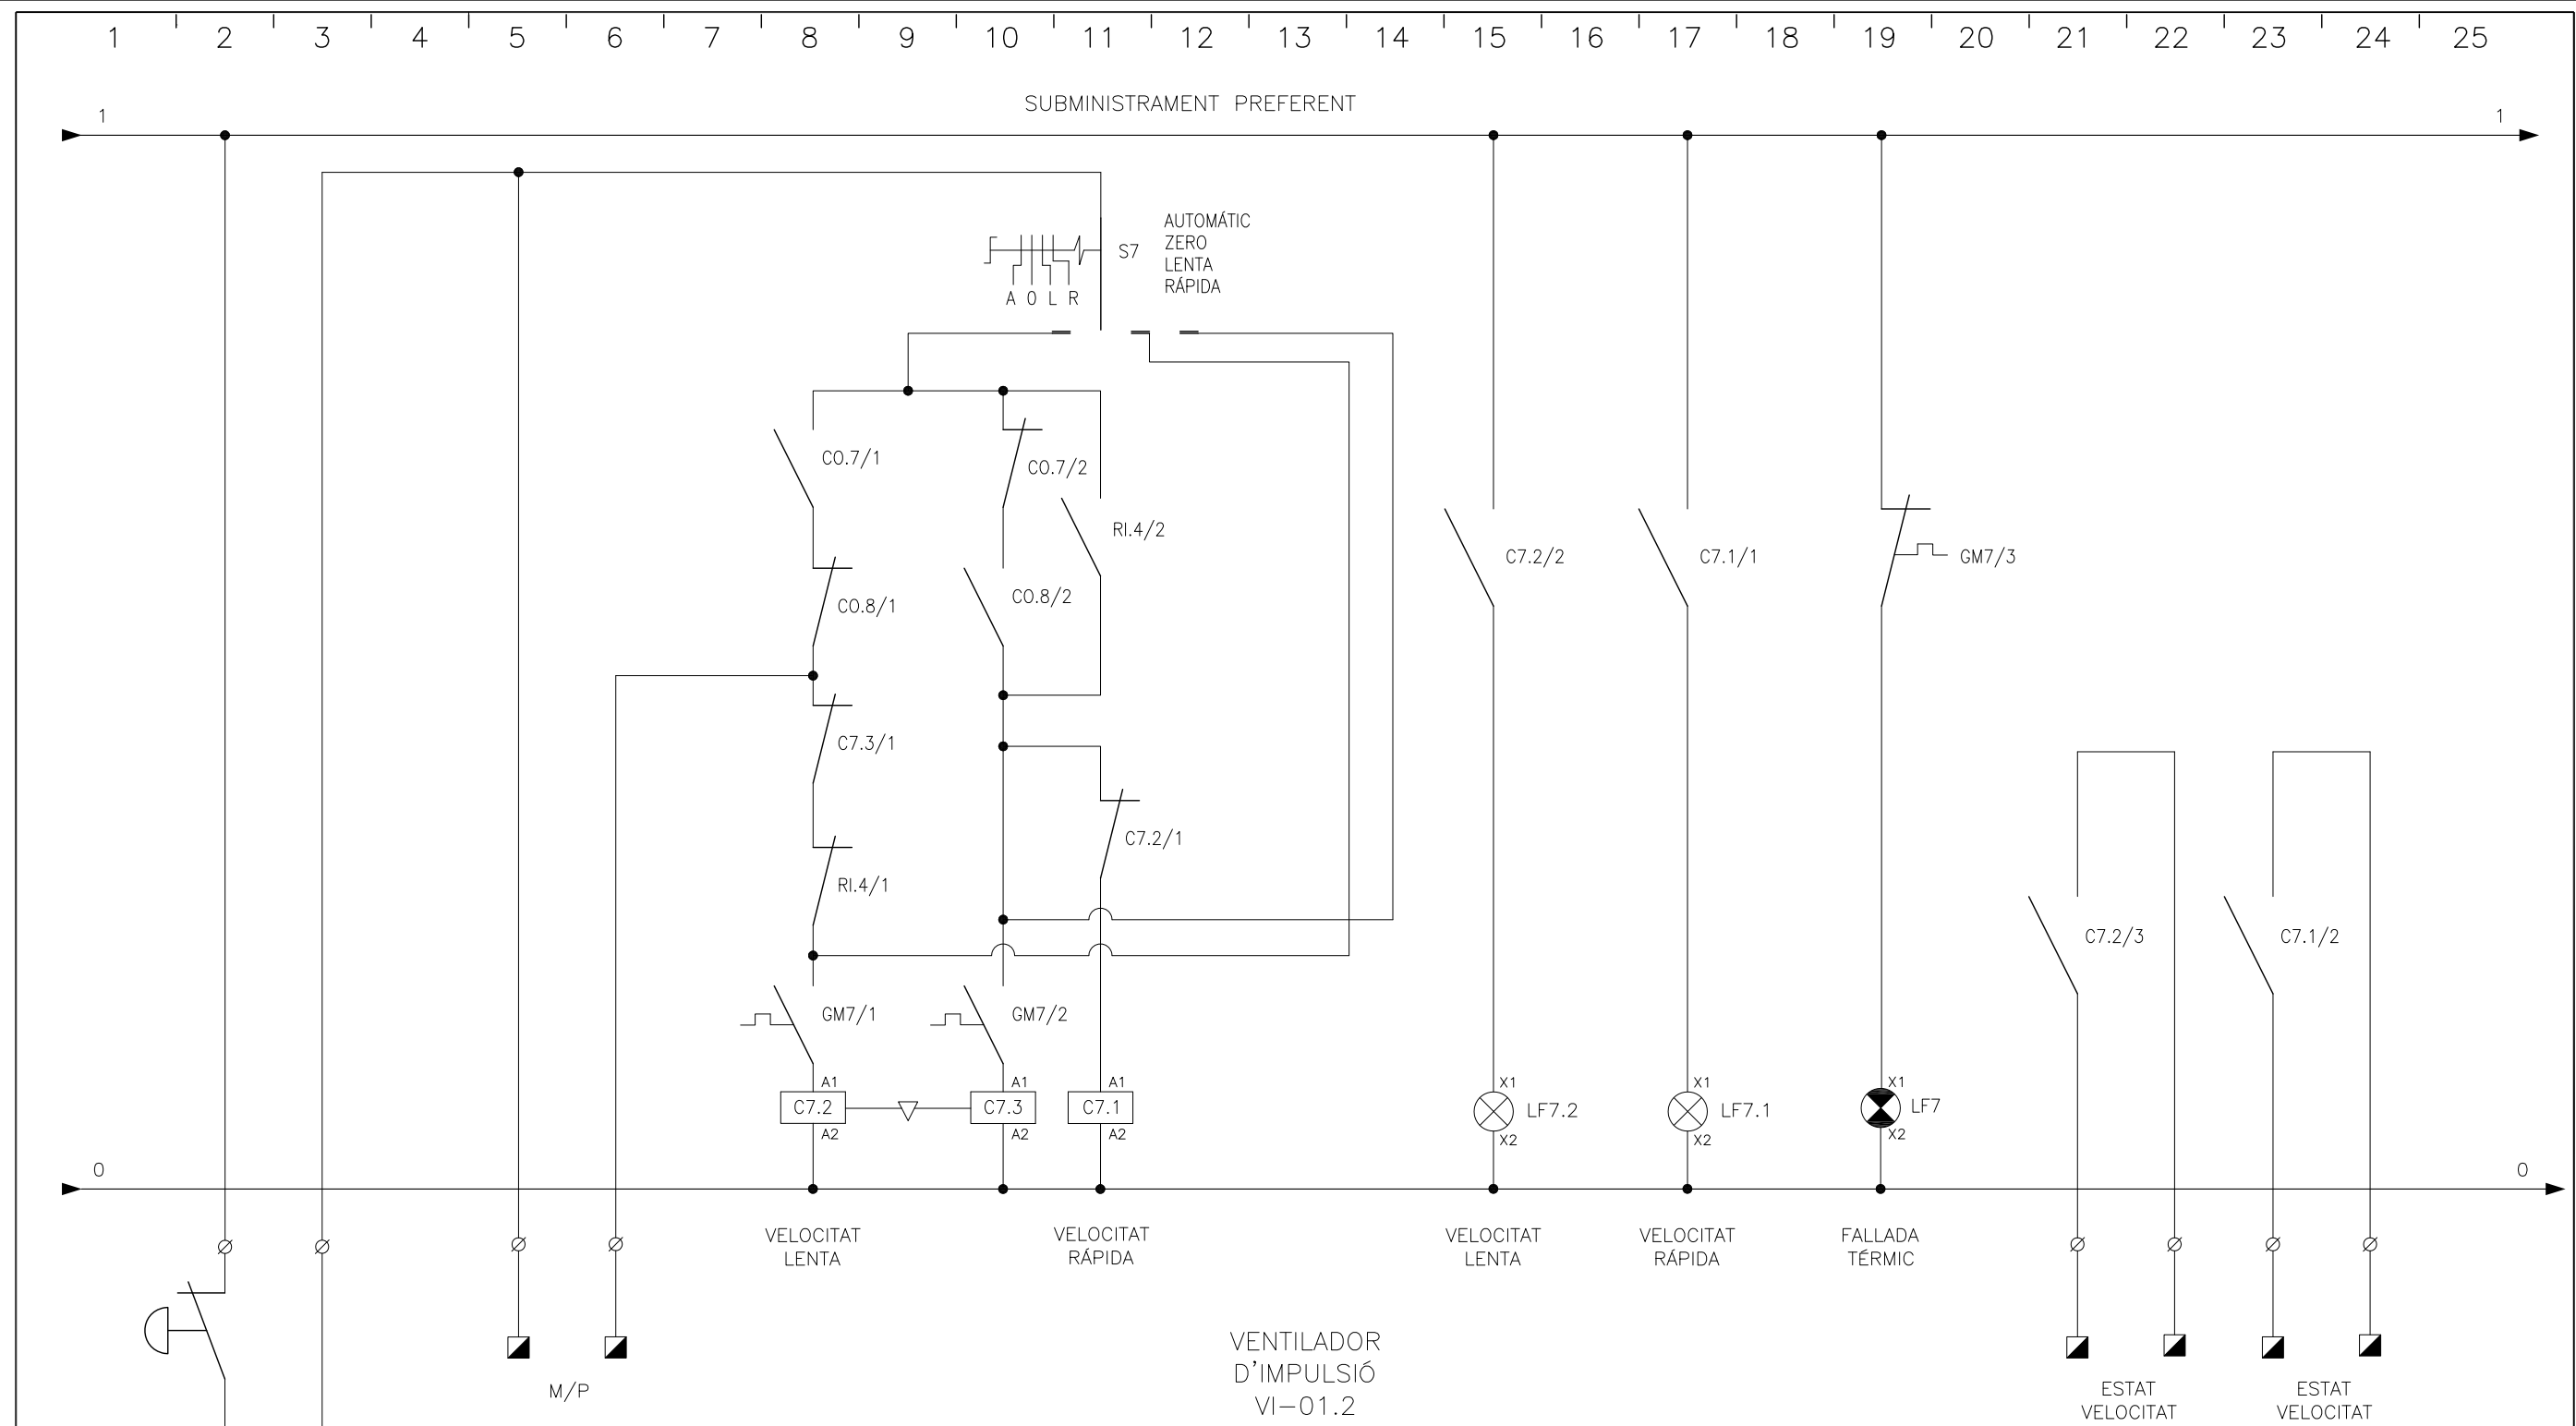 1 2 3 4 5 6 7 8 9 10 11 12 13 14 15 16 17 18 19 20 21 22 23 24 25
SUBMINISTRAMENT PREFERENT
1 1
S7
AUTOMÁTIC
ZERO
LENTA
RÁPIDA
A 0 L R
C0.7/1
C0.7/2
RI.4/2
C7.2/2
C7.1/1
GM7/3
C0.8/1
C0.8/2
C7.3/1
C7.2/1
RI.4/1
C7.2/3
C7.1/2
GM7/1
GM7/2
A1 A1 A1 X1 X1 X1
C7.2 C7.3 C7.1 LF7.2 LF7.1 LF7
A2 A2 A2 X2 X2 X2
0 0
VELOCITAT
LENTA
VELOCITAT
RÁPIDA
VELOCITAT
LENTA
VELOCITAT
RÁPIDA
FALLADA
TÉRMIC
M/P
VENTILADOR
D'IMPULSIÓ
VI-01.2
ESTAT
VELOCITAT
ESTAT
VELOCITAT